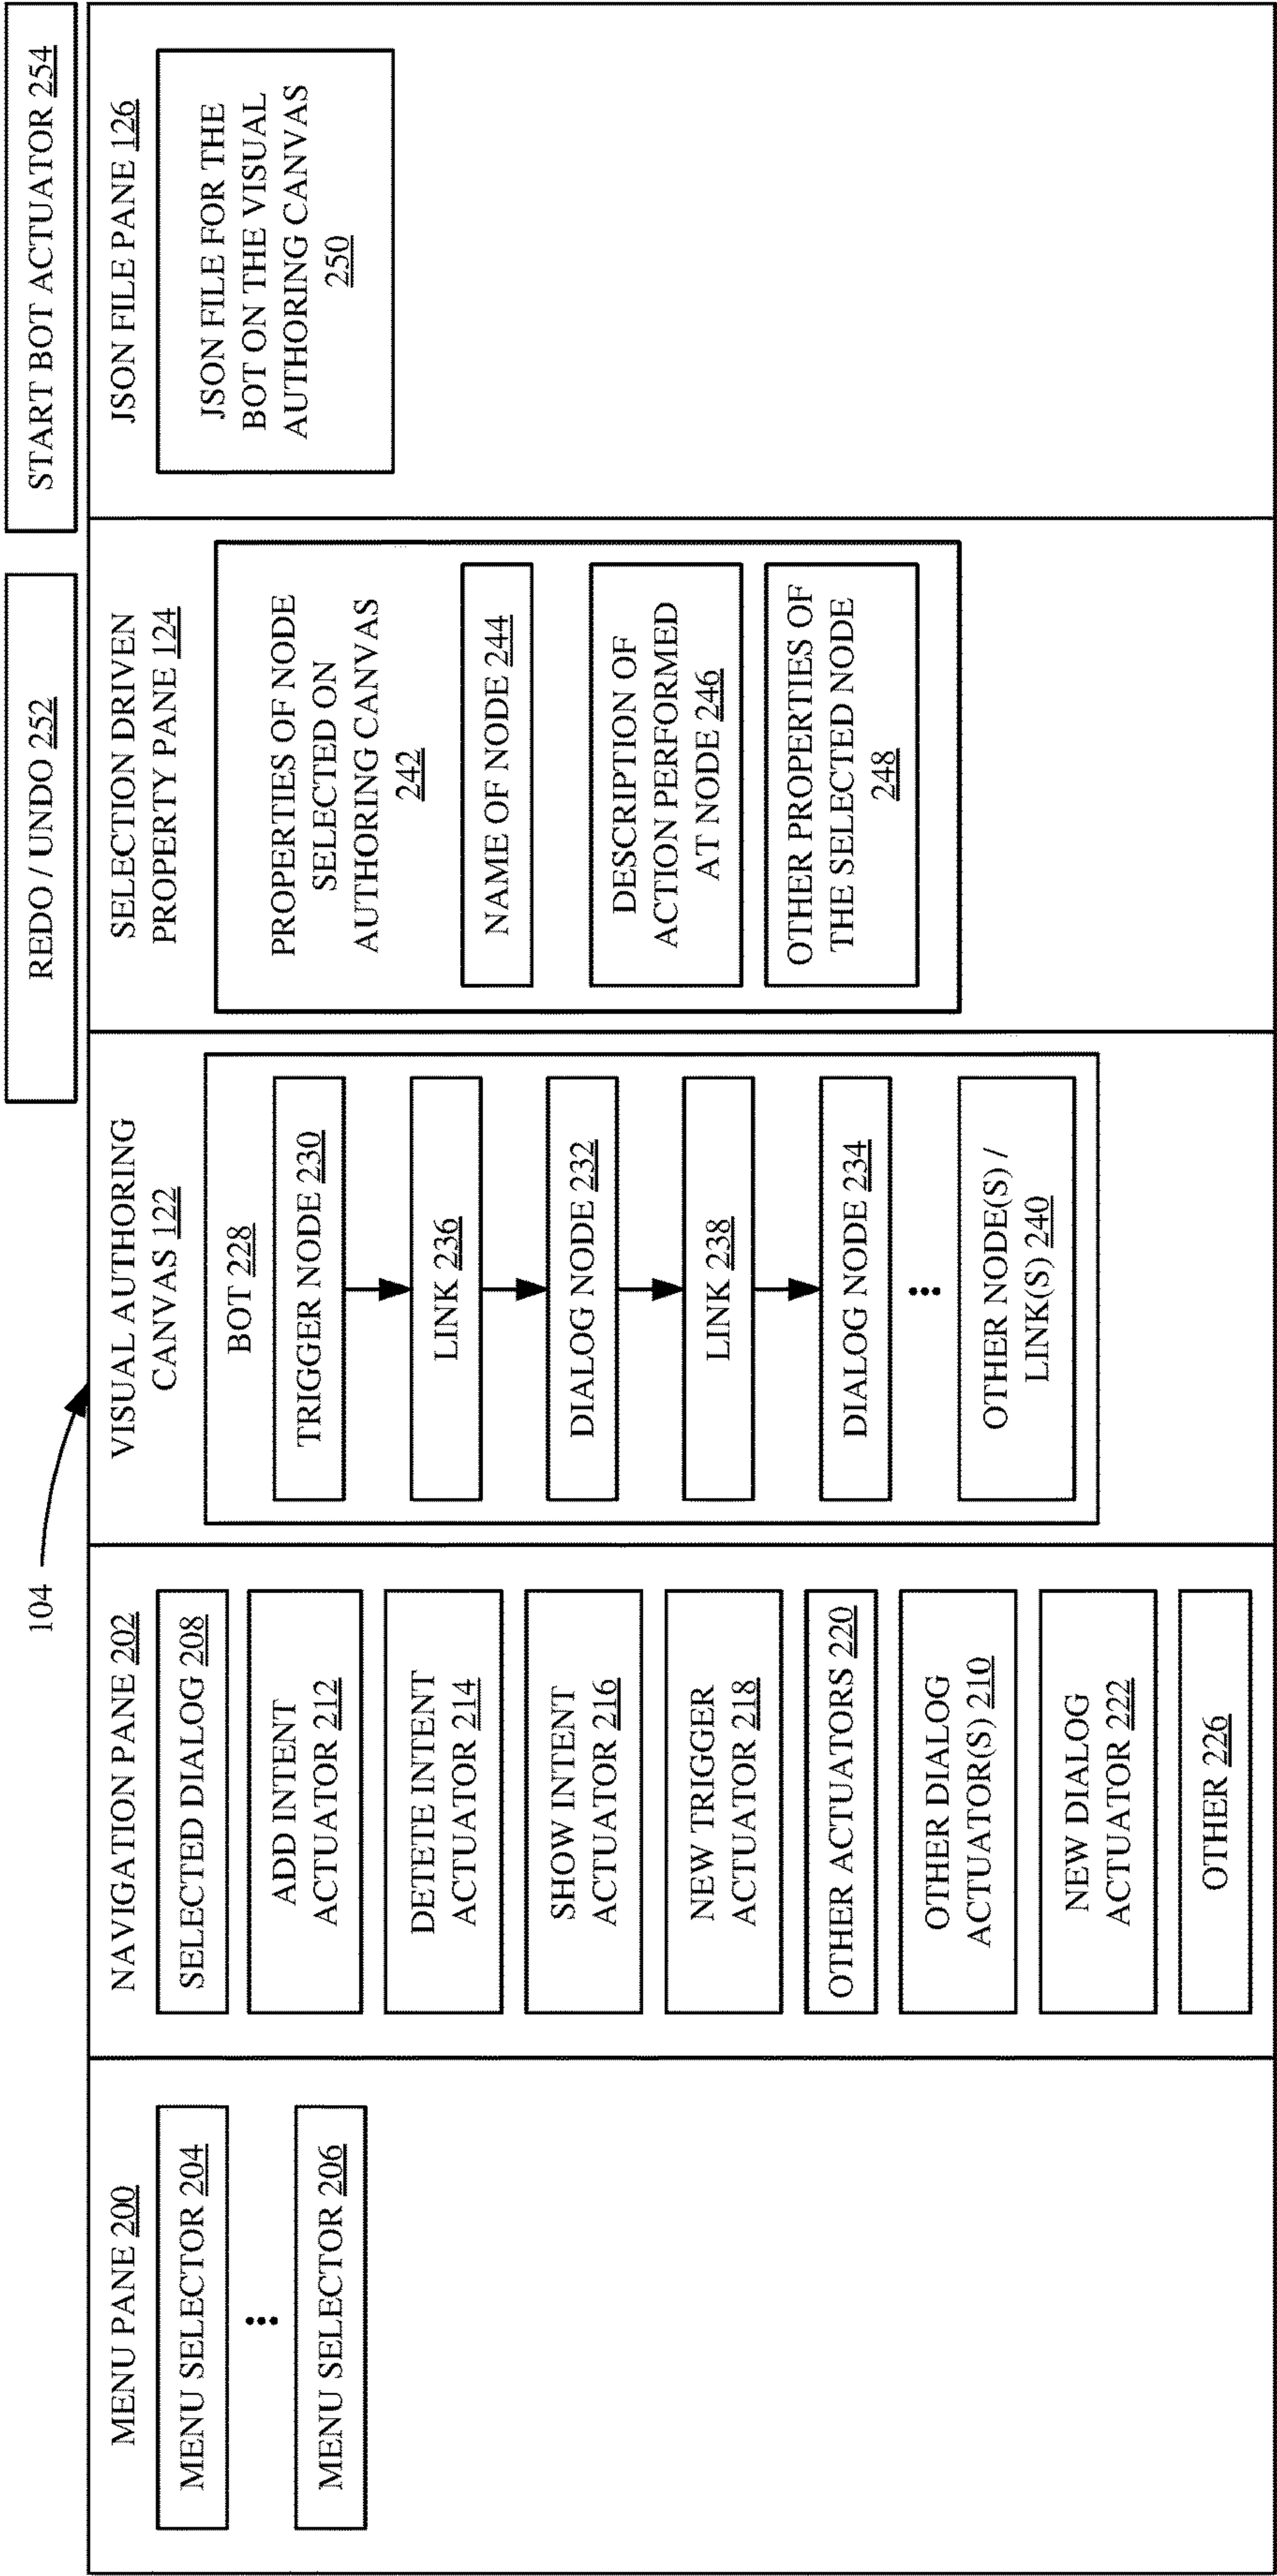 104
REDO / UNDO 252
START BOT ACTUATOR 254
MENU PANE 200
MENU SELECTOR 204
MENU SELECTOR 206
NAVIGATION PANE 202
SELECTED DIALOG 208
ADD INTENT
ACTUATOR 212
DETETE INTENT
ACTUATOR 214
SHOW INTENT
ACTUATOR 216
NEW TRIGGER
ACTUATOR 218
OTHER ACTUATORS 220
OTHER DIALOG
ACTUATOR(S) 210
NEW DIALOG
ACTUATOR 222
OTHER 226
VISUAL AUTHORING
CANVAS 122
BOT 228
TRIGGER NODE 230
LINK 236
DIALOG NODE 232
LINK 238
DIALOG NODE 234
OTHER NODE(S) /
LINK(S) 240
SELECTION DRIVEN
PROPERTY PANE 124
PROPERTIES OF NODE
SELECTED ON
AUTHORING CANVAS
242
NAME OF NODE 244
DESCRIPTION OF
ACTION PERFORMED
AT NODE 246
OTHER PROPERTIES OF
THE SELECTED NODE
248
JSON FILE PANE 126
JSON FILE FOR THE
BOT ON THE VISUAL
AUTHORING CANVAS
250